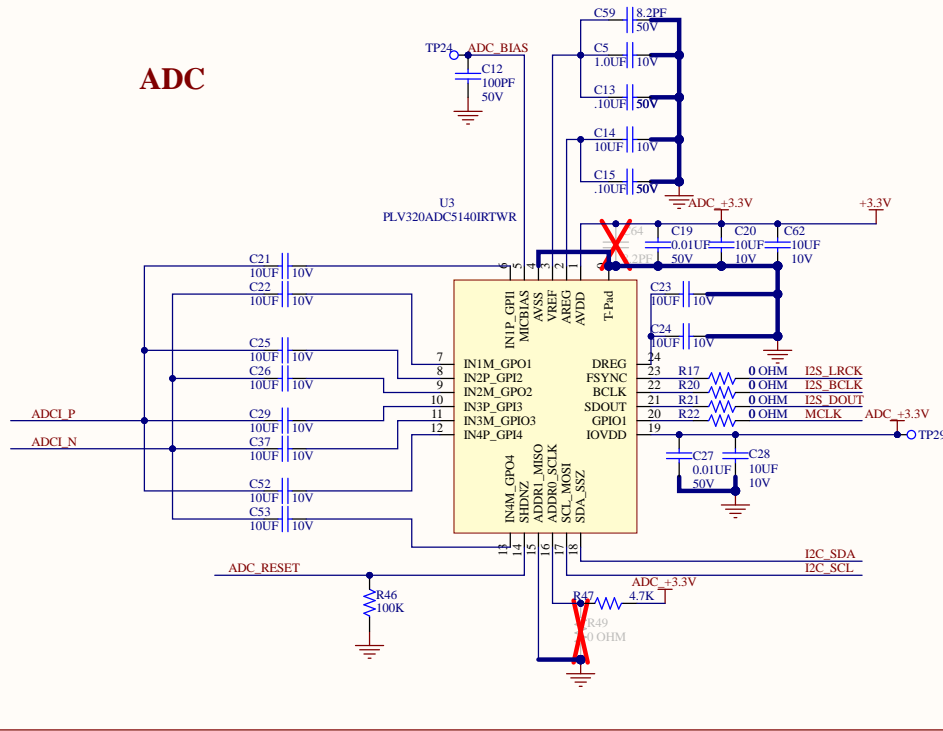 ADC
C59 8.2PF
50V
C5
1.0UF 10V
C13
.10UF 50V
C14
10UF 10V
C15
.10UF 50V
TP24 ADC_BIAS
C12
100PF
50V
U3
PLV320ADC5140IRTWR
ADC_+3.3V
+3.3V
C64
C19
0.01UF
50V
C20
10UF
10V
C62
10UF
10V
C21
10UF 10V
C22
10UF 10V
C25
10UF 10V
C26
10UF 10V
C29
10UF 10V
C37
10UF 10V
C52
10UF 10V
C53
10UF 10V
ADCI_P
ADCI_N
6 5 4 3 2 1
IN1P_GPI1
MICBIAS
AVSS
VREF
AREG
AVDD
T-Pad
C23
10UF 10V
C24
10UF 10V
7 IN1M_GPO1
8 IN2P_GPI2
9 IN2M_GPO2
10 IN3P_GPI3
11 IN3M_GPIO3
12 IN4P_GPI4
DREG 24
FSYNC 23 R17 0 OHM I2S_LRCK
BCLK 22 R20 0 OHM I2S_BCLK
SDOUT 21 R21 0 OHM I2S_DOUT
GPIO1 20 R22 0 OHM MCLK
IOVDD 19
ADC_+3.3V
TP29
C27
0.01UF
50V
C28
10UF
10V
IN4M_GPO4
SHDNZ
ADDR1_MISO
ADDR0_SCLK
SCL_MOSI
SDA_SSZ
13 14 15 16 17 18
I2C_SDA
I2C_SCL
ADC_RESET
R46
100K
ADC_+3.3V
R47 4.7K
R49
0 OHM